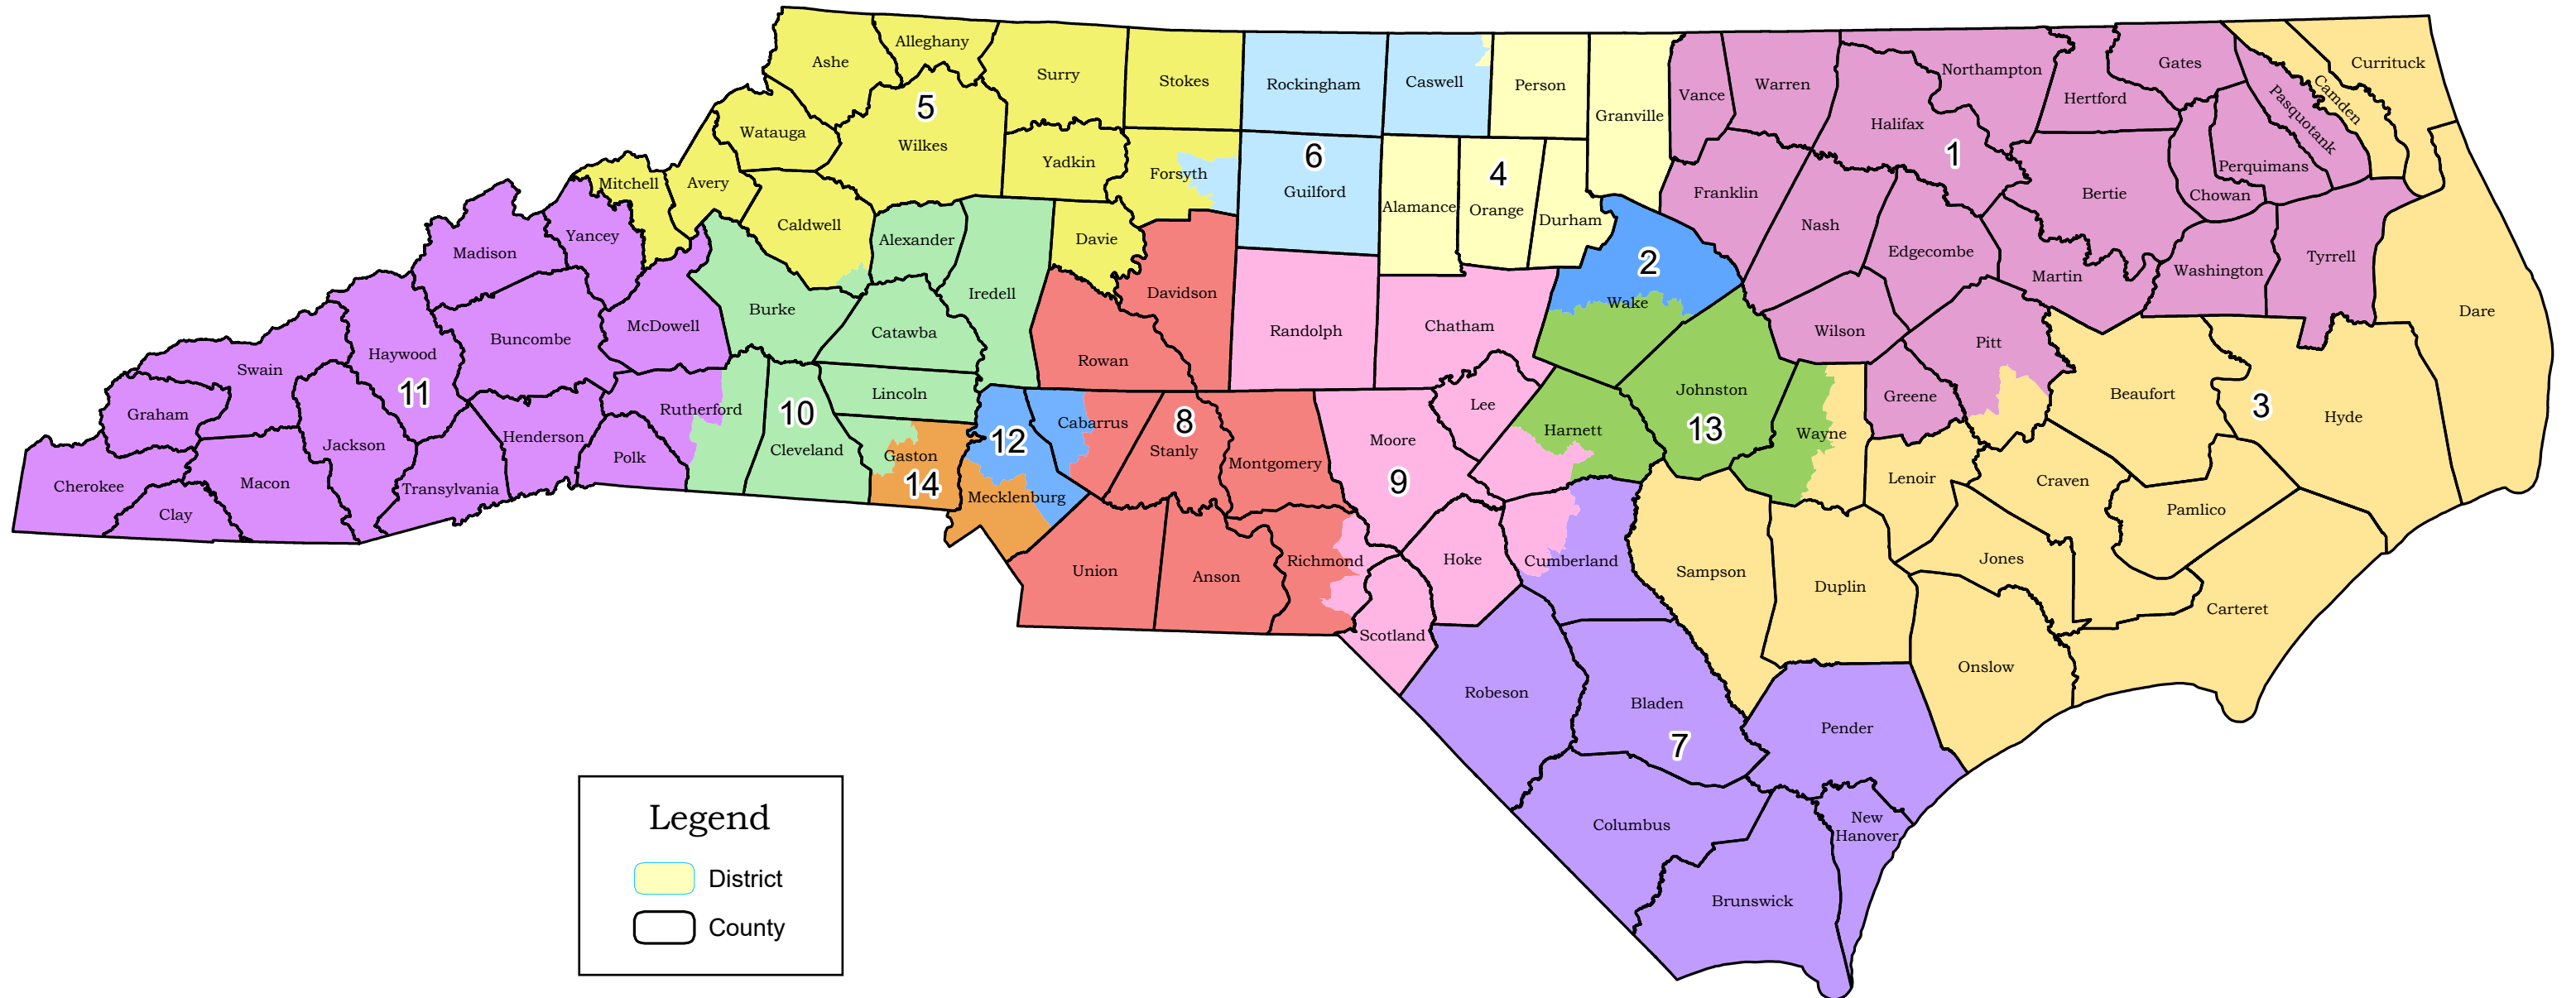 Ashe
Alleghany
Surry
Stokes
Rockingham
Caswell
Person
Granville
Vance
Warren
Northampton
Gates
Currituck
Camden
Pasquotank
Hertford
Halifax
5
Watauga
Wilkes
Yadkin
Forsyth
6
Guilford
4
Alamance
Orange
Durham
Franklin
1
Perquimans
Chowan
Bertie
Mitchell
Avery
Caldwell
Alexander
Davie
Nash
Edgecombe
Martin
Washington
Tyrrell
Madison
Yancey
2
Wake
Iredell
Davidson
Burke
McDowell
Catawba
Randolph
Chatham
Wilson
Pitt
Dare
Buncombe
Haywood
Swain
Rowan
11
Graham
Rutherford
10
Lincoln
Lee
Johnston
13
Greene
Beaufort
3
Hyde
Jackson
Henderson
Polk
Cleveland
Gaston
14
12
Cabarrus
8
Stanly
Montgomery
Moore
9
Harnett
Wayne
Lenoir
Craven
Pamlico
Cherokee
Macon
Clay
Transylvania
Mecklenburg
Union
Anson
Richmond
Hoke
Cumberland
Sampson
Duplin
Jones
Carteret
Scotland
Onslow
Robeson
Bladen
7
Pender
Columbus
New
Hanover
Brunswick
Legend
District
County